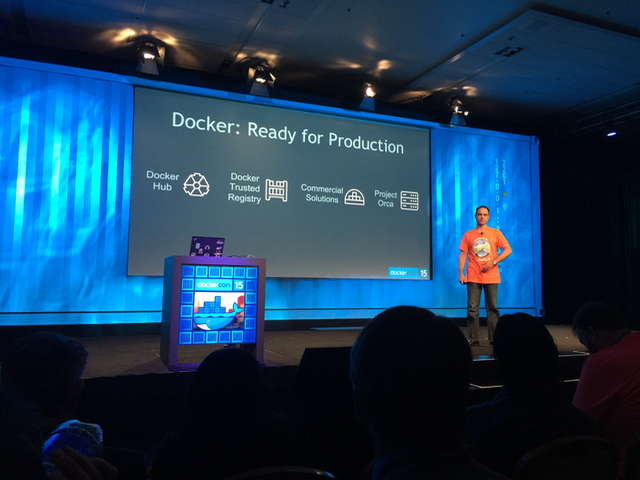 Docker: Ready for Production
Docker
Hub
Docker
Trusted
Registry
Commercial
Solutions
Project
Orca
docker
15
dockercon 15